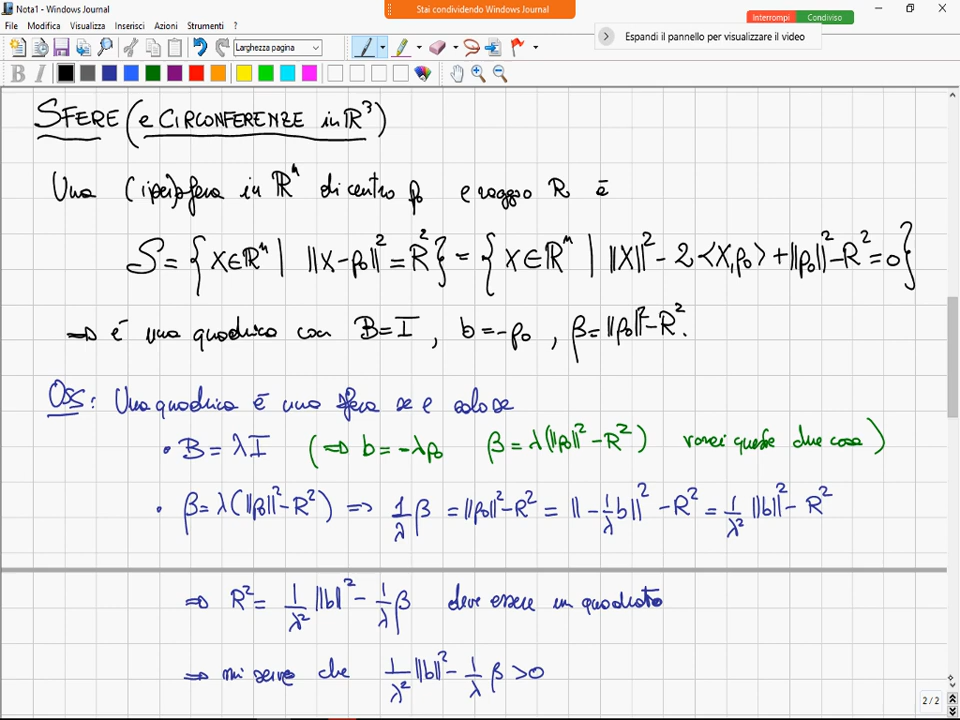 Nota1 - Windows Journal
Stai condividendo Windows Journal
Interrompi Condiviso
File Modifica Visualizza Inserisci Azioni Strumenti ?
Espandi il pannello per visualizzare il video
Larghezza pagina
B I
SFERE (e CIRCONFERENZE in ℝ³)
Una (iper)sfera in ℝⁿ di centro p₀ e raggio R è
S = { X∈ℝⁿ | ‖X-p₀‖² = R² } = { X∈ℝⁿ | ‖X‖² - 2<X,p₀> + ‖p₀‖² - R² = 0 }
⇒ è una quadrica con B=I, b=-p₀, β=‖p₀‖²-R².
OSS: Una quadrica è una sfera se e solo se
• B = λI (⇒ b = -λp₀ β = λ(‖p₀‖²-R²) vorrei queste due cose)
• β = λ(‖p₀‖²-R²) ⇒ 1/λ β = ‖p₀‖²-R² = ‖-1/λ b‖² - R² = 1/λ² ‖b‖² - R²
⇒ R² = 1/λ² ‖b‖² - 1/λ β deve essere un quadrato
⇒ mi serve che 1/λ² ‖b‖² - 1/λ β > 0
2 / 2